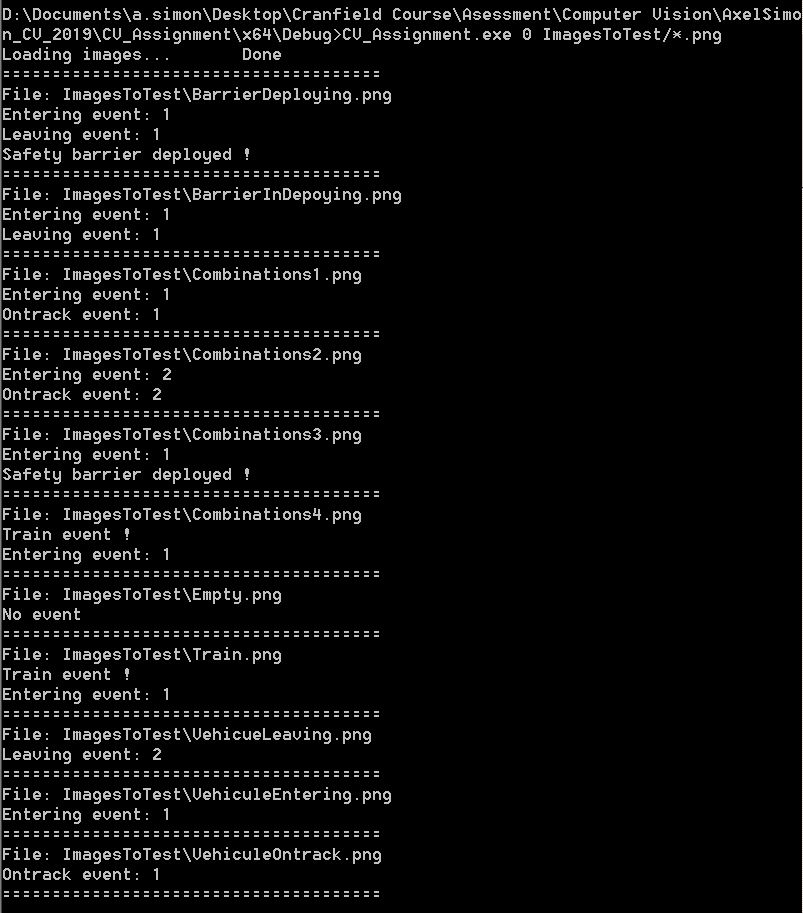 D:\Documents\a.simon\Desktop\Cranfield Course\Asessment\Computer Vision\AxelSimo
n_CV_2019\CV_Assignment\x64\Debug>CV_Assignment.exe 0 ImagesToTest/*.png
Loading images...       Done
======================================
File: ImagesToTest\BarrierDeploying.png
Entering event: 1
Leaving event: 1
Safety barrier deployed !
======================================
File: ImagesToTest\BarrierInDepoying.png
Entering event: 1
Leaving event: 1
======================================
File: ImagesToTest\Combinations1.png
Entering event: 1
Ontrack event: 1
======================================
File: ImagesToTest\Combinations2.png
Entering event: 2
Ontrack event: 2
======================================
File: ImagesToTest\Combinations3.png
Entering event: 1
Safety barrier deployed !
======================================
File: ImagesToTest\Combinations4.png
Train event !
Entering event: 1
======================================
File: ImagesToTest\Empty.png
No event
======================================
File: ImagesToTest\Train.png
Train event !
Entering event: 1
======================================
File: ImagesToTest\VehicueLeaving.png
Leaving event: 2
======================================
File: ImagesToTest\VehiculeEntering.png
Entering event: 1
======================================
File: ImagesToTest\VehiculeOntrack.png
Ontrack event: 1
======================================